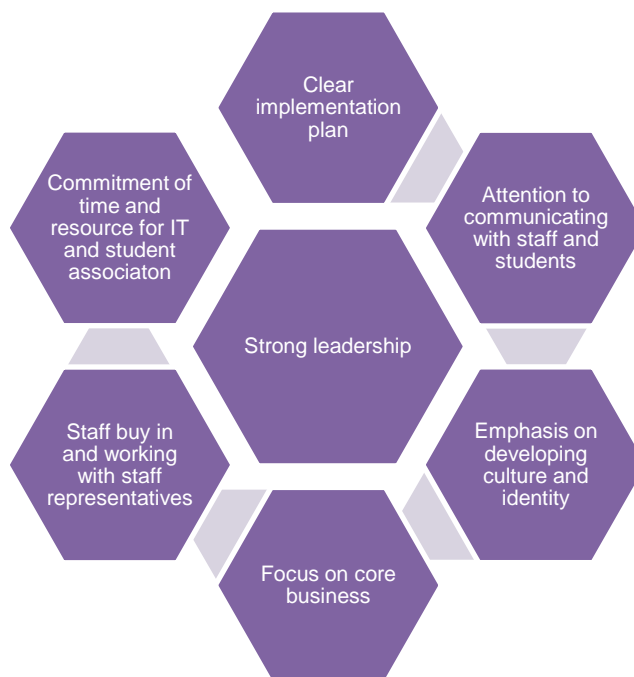 Clear
implementation
plan
Commitment of
time and
resource for IT
and student
associaton
Attention to
communicating
with staff and
students
Strong leadership
Staff buy in
and working
with staff
representatives
Emphasis on
developing
culture and
identity
Focus on core
business